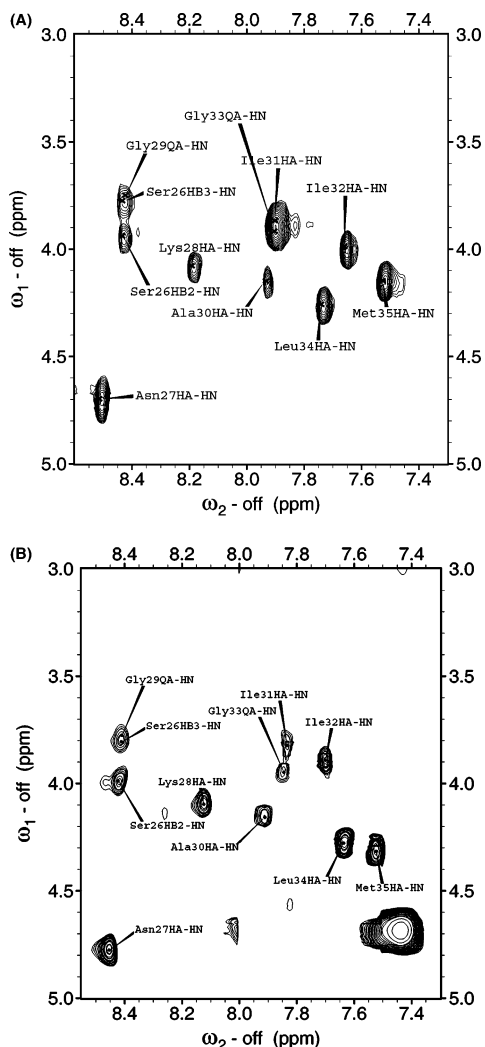 (A)
8.4 8.2 8.0 7.8 7.6 7.4
3.0 3.0
3.5 3.5
4.0 4.0
4.5 4.5
5.0 5.0
ω1 - off (ppm)
Gly33QA-HN
Gly29QA-HN
Ile31HA-HN
Ser26HB3-HN
Ile32HA-HN
Lys28HA-HN
Ser26HB2-HN
Ala30HA-HN
Met35HA-HN
Leu34HA-HN
Asn27HA-HN
8.4 8.2 8.0 7.8 7.6 7.4
ω2 - off (ppm)
(B)
8.4 8.2 8.0 7.8 7.6 7.4
3.0 3.0
3.5 3.5
4.0 4.0
4.5 4.5
5.0 5.0
ω1 - off (ppm)
Gly29QA-HN
Ile31HA-HN
Gly33QA-HN
Ser26HB3-HN
Ile32HA-HN
Lys28HA-HN
Ser26HB2-HN
Ala30HA-HN
Leu34HA-HN
Met35HA-HN
Asn27HA-HN
8.4 8.2 8.0 7.8 7.6 7.4
ω2 - off (ppm)